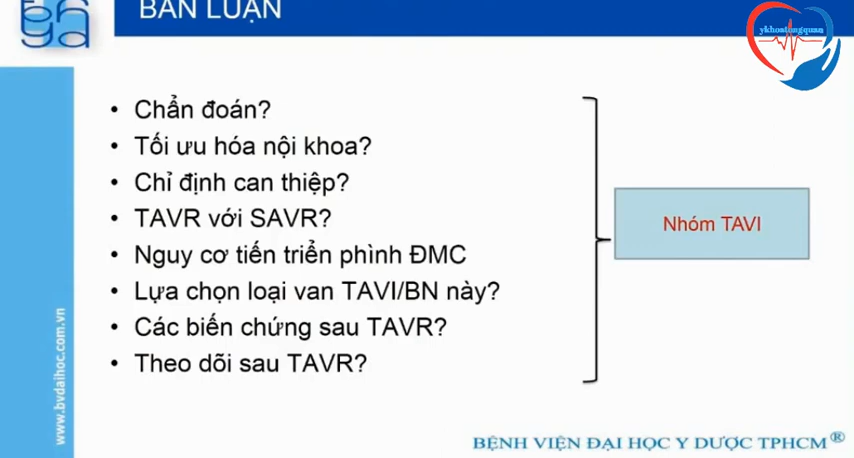 BÀN LUẬN
ykhoatongquan
• Chẩn đoán?
• Tối ưu hóa nội khoa?
• Chỉ định can thiệp?
• TAVR với SAVR?
• Nguy cơ tiến triển phình ĐMC
• Lựa chọn loại van TAVI/BN này?
• Các biến chứng sau TAVR?
• Theo dõi sau TAVR?
Nhóm TAVI
www.bvdaihoc.com.vn
BỆNH VIỆN ĐẠI HỌC Y DƯỢC TPHCM®